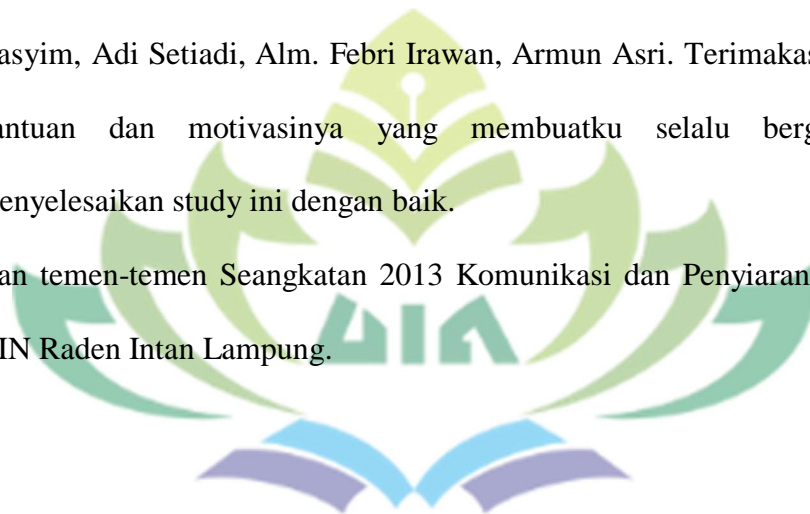 asyim, Adi Setiadi, Alm. Febri Irawan, Armun Asri. Terimakas
antuan dan motivasinya yang membuatku selalu berg
enyelesaikan study ini dengan baik.
an temen-temen Seangkatan 2013 Komunikasi dan Penyiaran
IN Raden Intan Lampung.
UIN